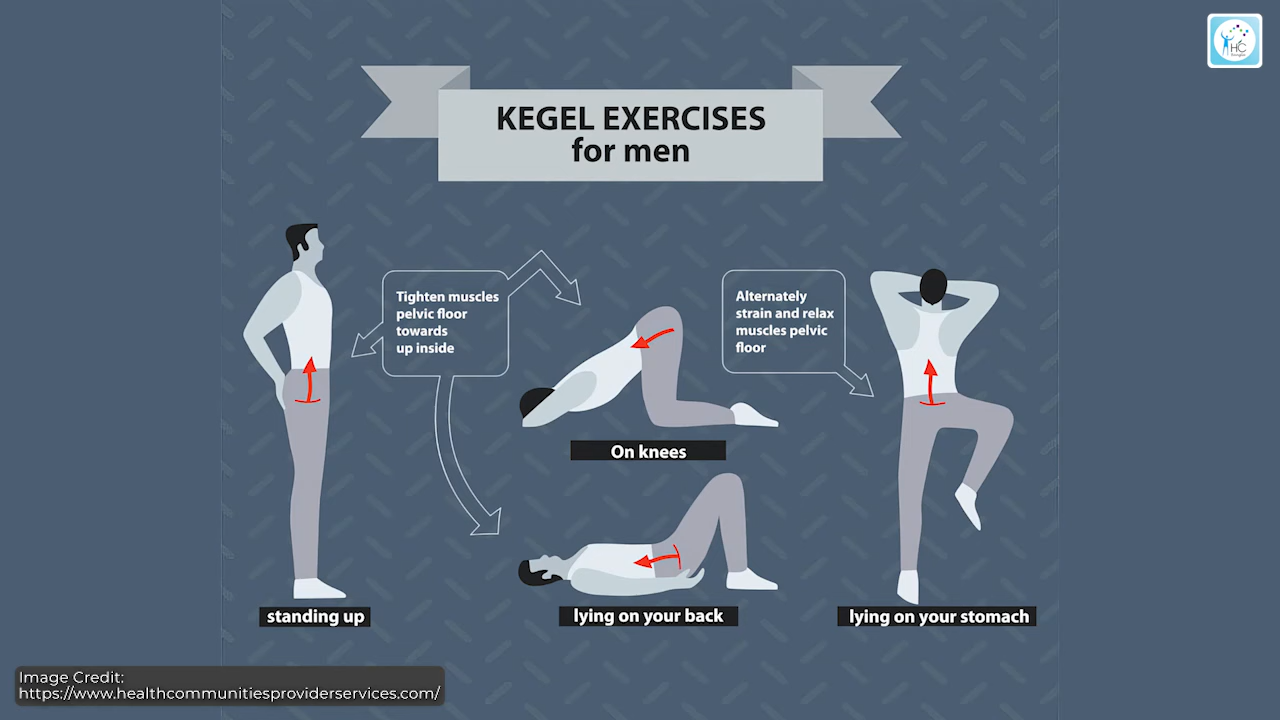 KEGEL EXERCISES
for men
HC
Tighten muscles
pelvic floor
towards
up inside
Alternately
strain and relax
muscles pelvic
floor
On knees
standing up
lying on your back
lying on your stomach
Image Credit:
https://www.healthcommunitiesproviderservices.com/